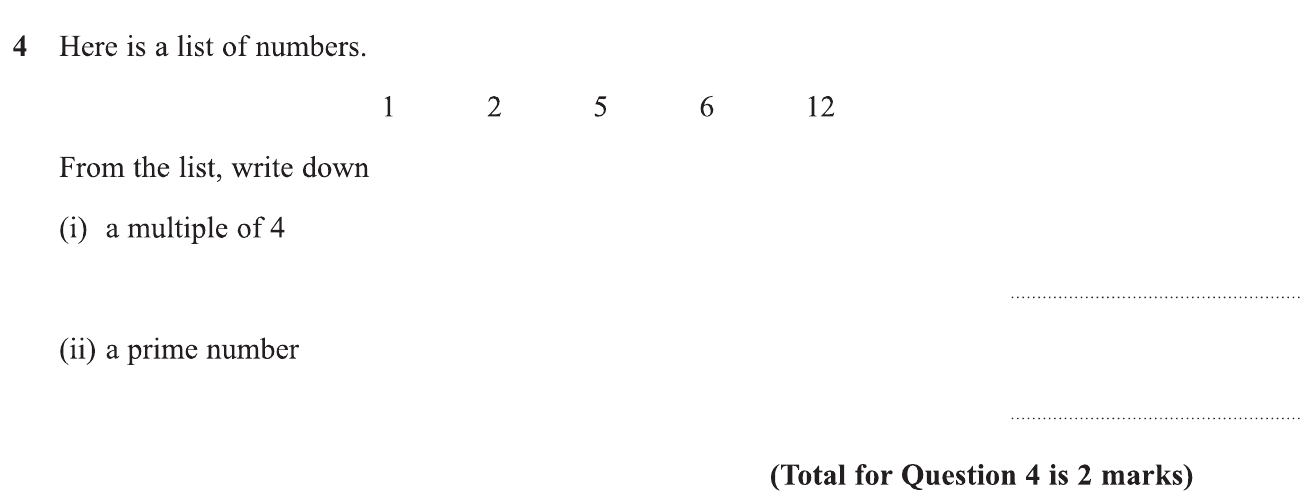 4 Here is a list of numbers.
1 2 5 6 12
From the list, write down
(i) a multiple of 4
(ii) a prime number
(Total for Question 4 is 2 marks)